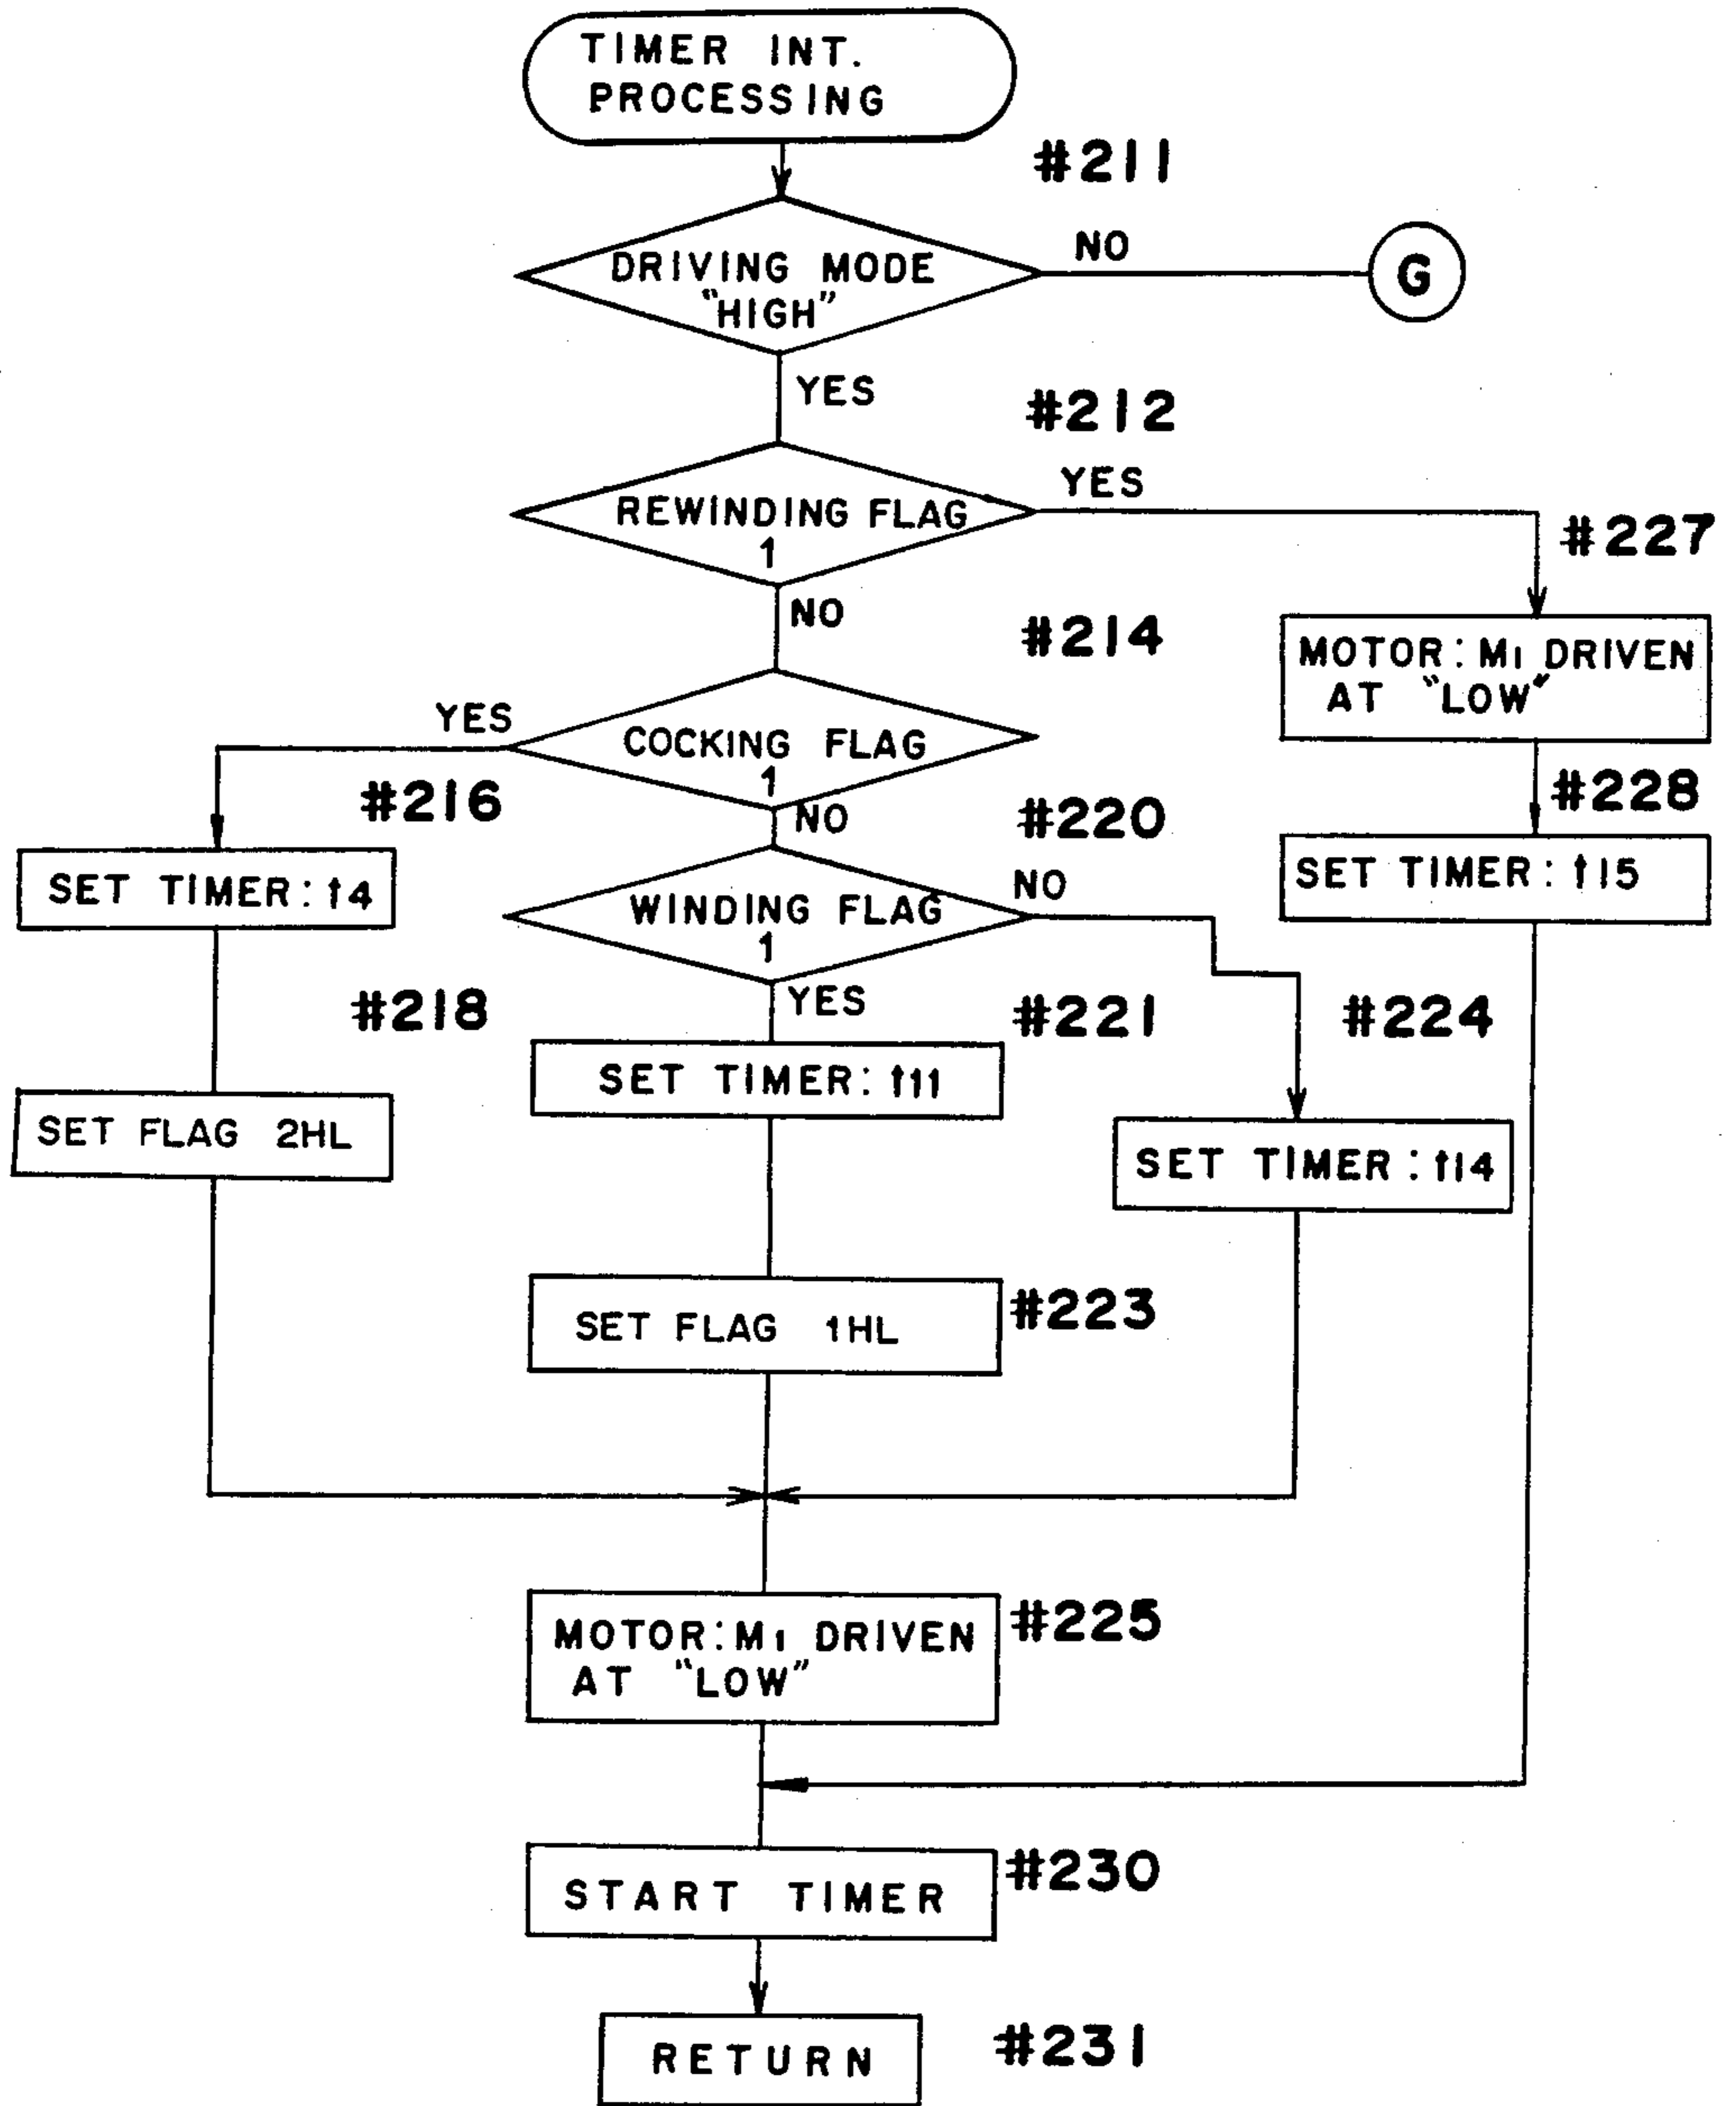 TIMER INT.
PROCESSING
#211
DRIVING MODE
"HIGH"
NO
G
YES
#212
REWINDING FLAG
1
YES
#227
NO
#214
MOTOR: M1 DRIVEN
AT "LOW"
YES
COCKING FLAG
1
#216
NO
#220
#228
SET TIMER: t4
WINDING FLAG
1
NO
SET TIMER: t15
#218
YES
#221
#224
SET TIMER: t11
SET FLAG 2HL
SET TIMER: t14
SET FLAG 1HL
#223
MOTOR: M1 DRIVEN
AT "LOW"
#225
START TIMER
#230
RETURN
#231